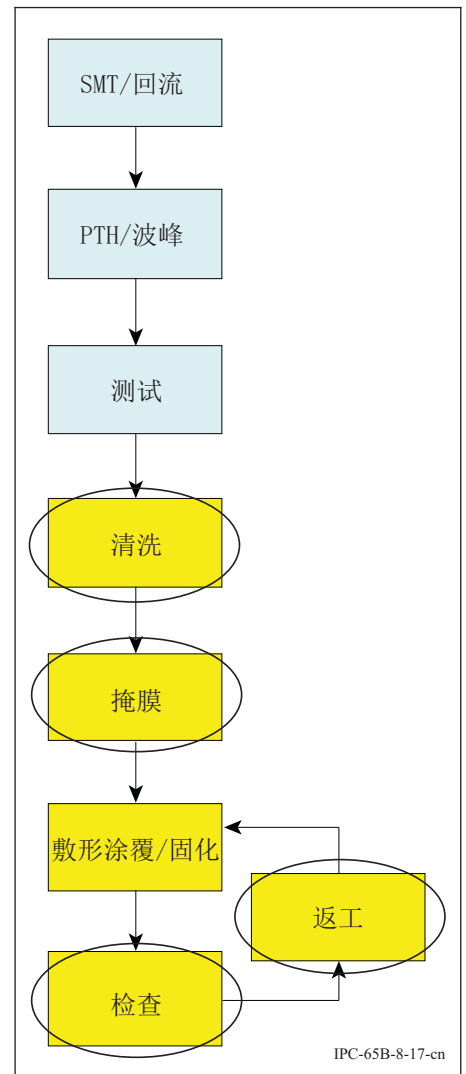 SMT/回流
PTH/波峰
测试
清洗
掩膜
敷形涂覆/固化
返工
检查
IPC-65B-8-17-cn